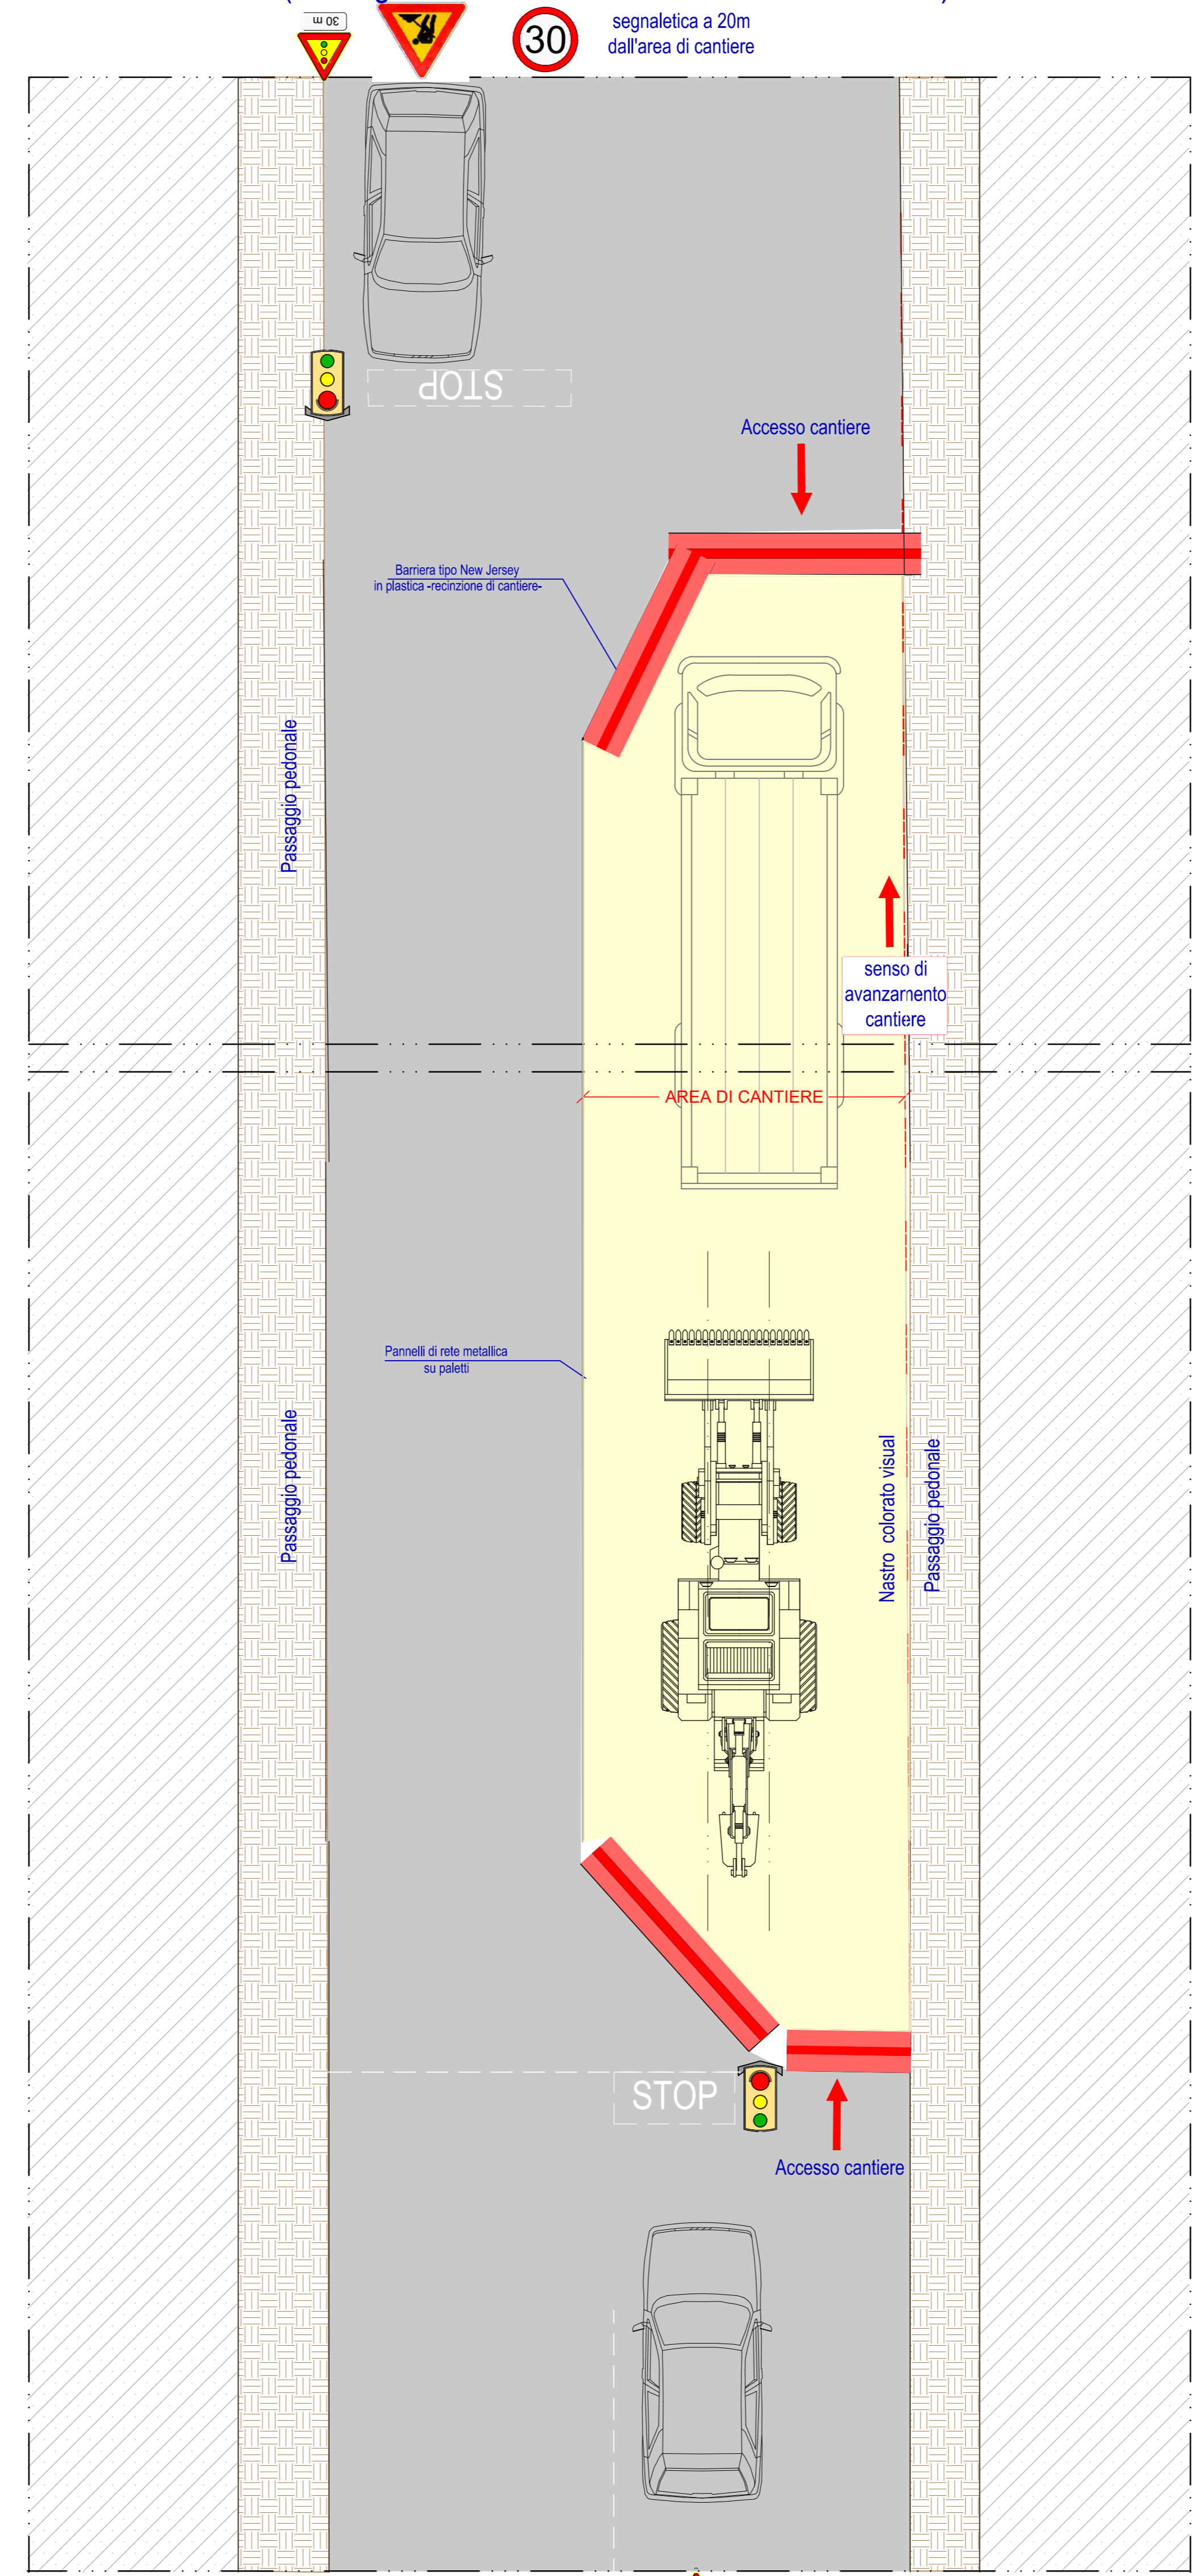 30 m
30
segnaletica a 20m
dall'area di cantiere
STOP
Accesso cantiere
Barriera tipo New Jersey
in plastica -recinzione di cantiere-
Passaggio pedonale
senso di
avanzamento
cantiere
AREA DI CANTIERE
Pannelli di rete metallica
su paletti
Passaggio pedonale
Nastro colorato visual
Passaggio pedonale
STOP
Accesso cantiere